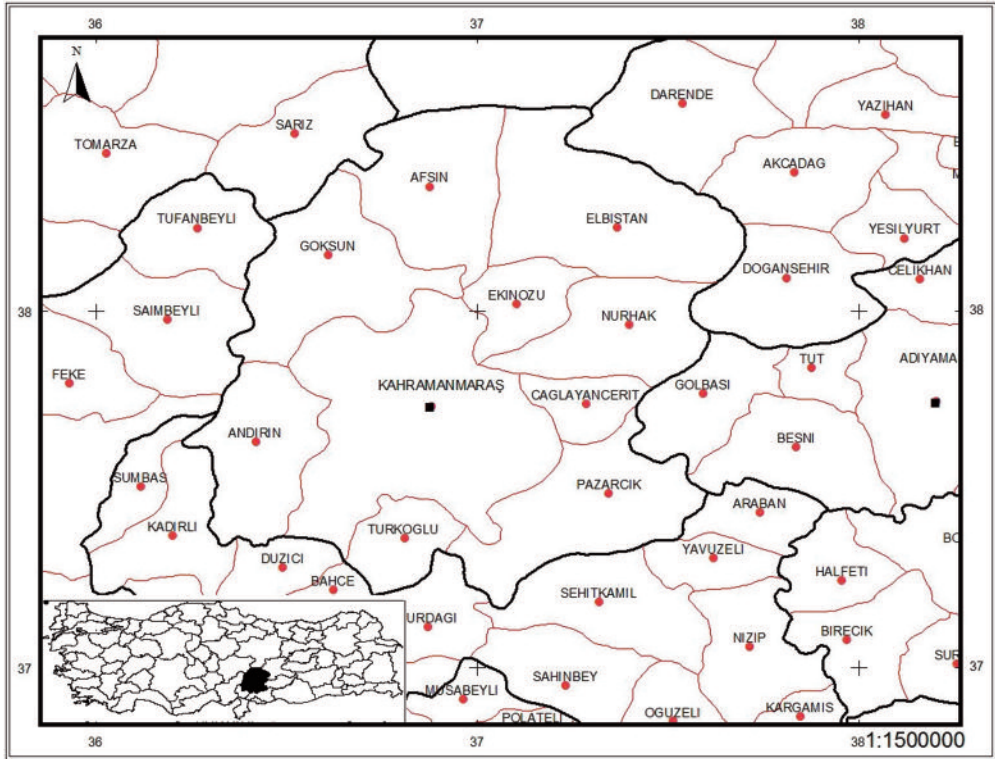 36 37 38
N
DARENDE
YAZIHAN
SARIZ
TOMARZA
AKCADAG
AFSIN
TUFANBEYLI
ELBISTAN
YESILYURT
GOKSUN
DOGANSEHIR
CELIKHAN
38 38
EKINOZU
SAIMBEYLI
NURHAK
TUT
ADIYAMA
FEKE
KAHRAMANMARAŞ
GOLBASI
CAGLAYANCERIT
ANDIRIN
BESNI
SUMBAS
PAZARCIK
ARABAN
KADIRLI
TURKOGLU
BO
YAVUZELI
DUZICI
HALFETI
BAHCE
SEHITKAMIL
URDAGI
BIRECIK
NIZIP
SUR
37 37
SAHINBEY
MUSABEYLI
KARGAMIS
POLATELI
OGUZELI
36 37 38
1:1500000